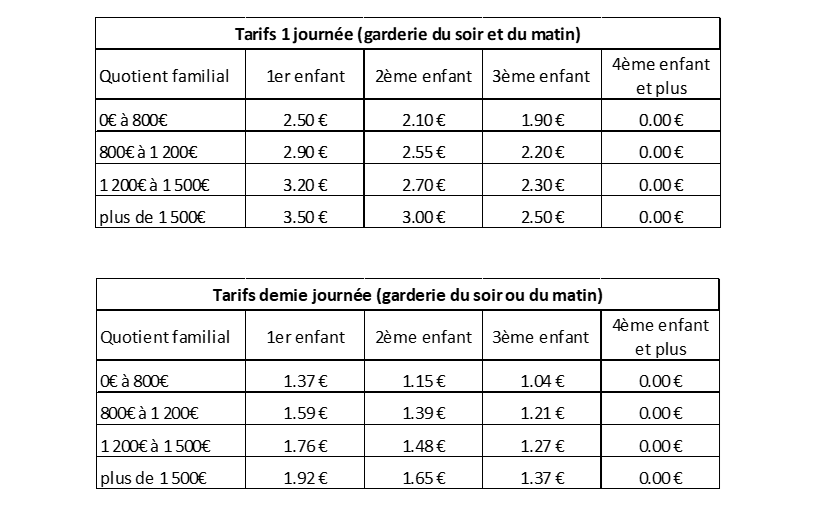 Tarifs 1 journée (garderie du soir et du matin)
Quotient familial 1er enfant 2ème enfant 3ème enfant 4ème enfant et plus
0€ à 800€ 2.50 € 2.10 € 1.90 € 0.00 €
800€ à 1 200€ 2.90 € 2.55 € 2.20 € 0.00 €
1 200€ à 1 500€ 3.20 € 2.70 € 2.30 € 0.00 €
plus de 1 500€ 3.50 € 3.00 € 2.50 € 0.00 €
Tarifs demie journée (garderie du soir ou du matin)
Quotient familial 1er enfant 2ème enfant 3ème enfant 4ème enfant et plus
0€ à 800€ 1.37 € 1.15 € 1.04 € 0.00 €
800€ à 1 200€ 1.59 € 1.39 € 1.21 € 0.00 €
1 200€ à 1 500€ 1.76 € 1.48 € 1.27 € 0.00 €
plus de 1 500€ 1.92 € 1.65 € 1.37 € 0.00 €